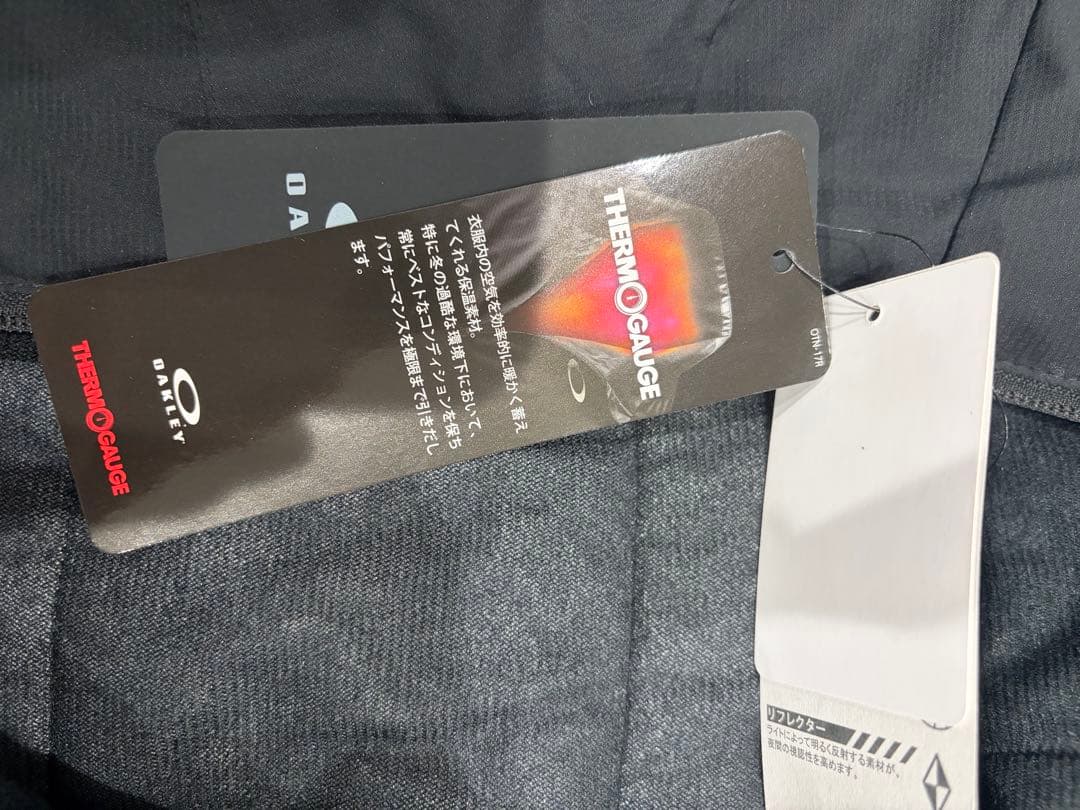 OA
THERMOGAUGE
衣服内の空気を効率的に暖かく蓄え
てくれる保温素材。
特に冬の過酷な環境下において、
常にベストなコンディションを保ち
パフォーマンスを極限まで引きだし
ます。
OAKLEY
THERMOGAUGE
OTN-17R
リフレクター
ライトによって明るく反射する素材が、
夜間の視認性を高めます。